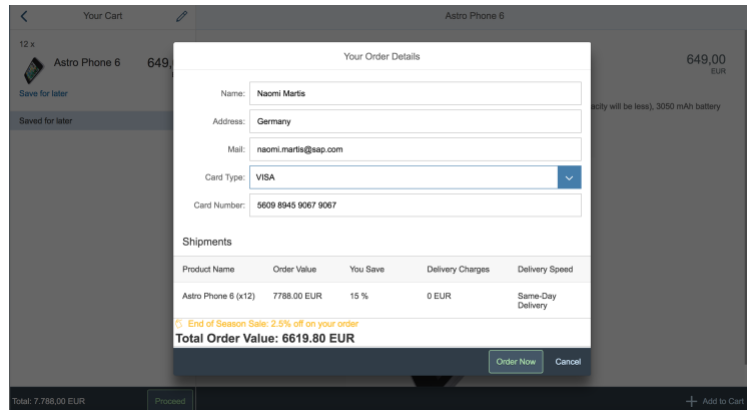 Your Cart
Astro Phone 6
12 x
Astro Phone 6
649,
649,00
EUR
Save for later
Saved for later
acity will be less), 3050 mAh battery
Your Order Details
Name: Naomi Martis
Address: Germany
Mail: naomi.martis@sap.com
Card Type: VISA
Card Number: 5609 8945 9067 9067
Shipments
Product Name Order Value You Save Delivery Charges Delivery Speed
Astro Phone 6 (x12) 7788.00 EUR 15 % 0 EUR Same-Day
Delivery
End of Season Sale: 2.5% off on your order
Total Order Value: 6619.80 EUR
Order Now Cancel
Total: 7.788,00 EUR Proceed
Add to Cart